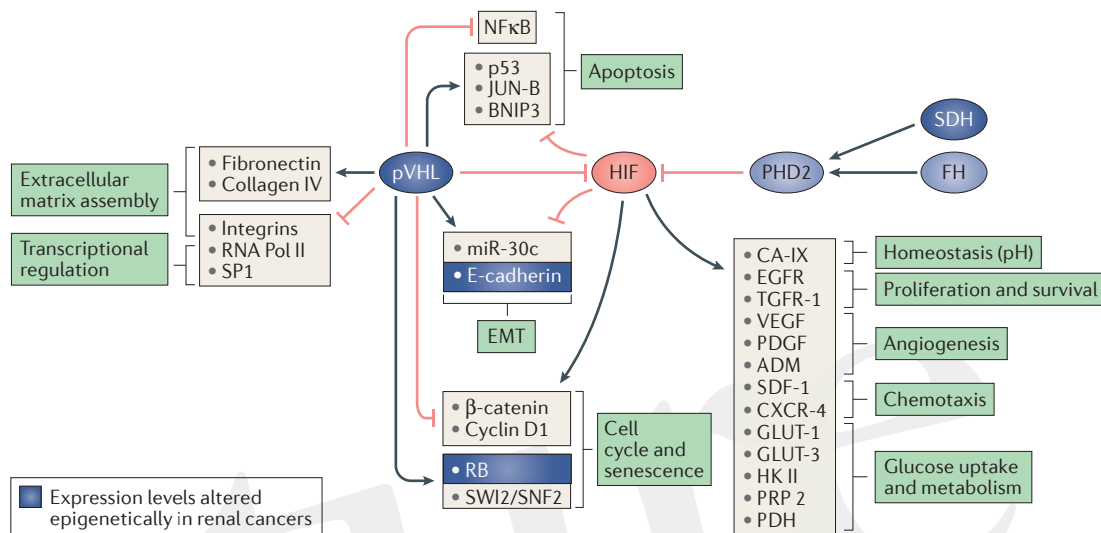 NFκB
p53
JUN-B
BNIP3
Apoptosis
SDH
Fibronectin
Collagen IV
pVHL
HIF
PHD2
FH
Extracellular
matrix assembly
Integrins
RNA Pol II
SP1
Transcriptional
regulation
miR-30c
E-cadherin
EMT
CA-IX
EGFR
TGFR-1
VEGF
PDGF
ADM
SDF-1
CXCR-4
GLUT-1
GLUT-3
HK II
PRP 2
PDH
Homeostasis (pH)
Proliferation and survival
Angiogenesis
Chemotaxis
Glucose uptake
and metabolism
β-catenin
Cyclin D1
RB
SWI2/SNF2
Cell
cycle and
senescence
Expression levels altered
epigenetically in renal cancers